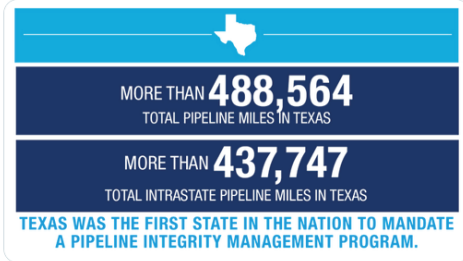 MORE THAN 488,564
TOTAL PIPELINE MILES IN TEXAS
MORE THAN 437,747
TOTAL INTRASTATE PIPELINE MILES IN TEXAS
TEXAS WAS THE FIRST STATE IN THE NATION TO MANDATE
A PIPELINE INTEGRITY MANAGEMENT PROGRAM.